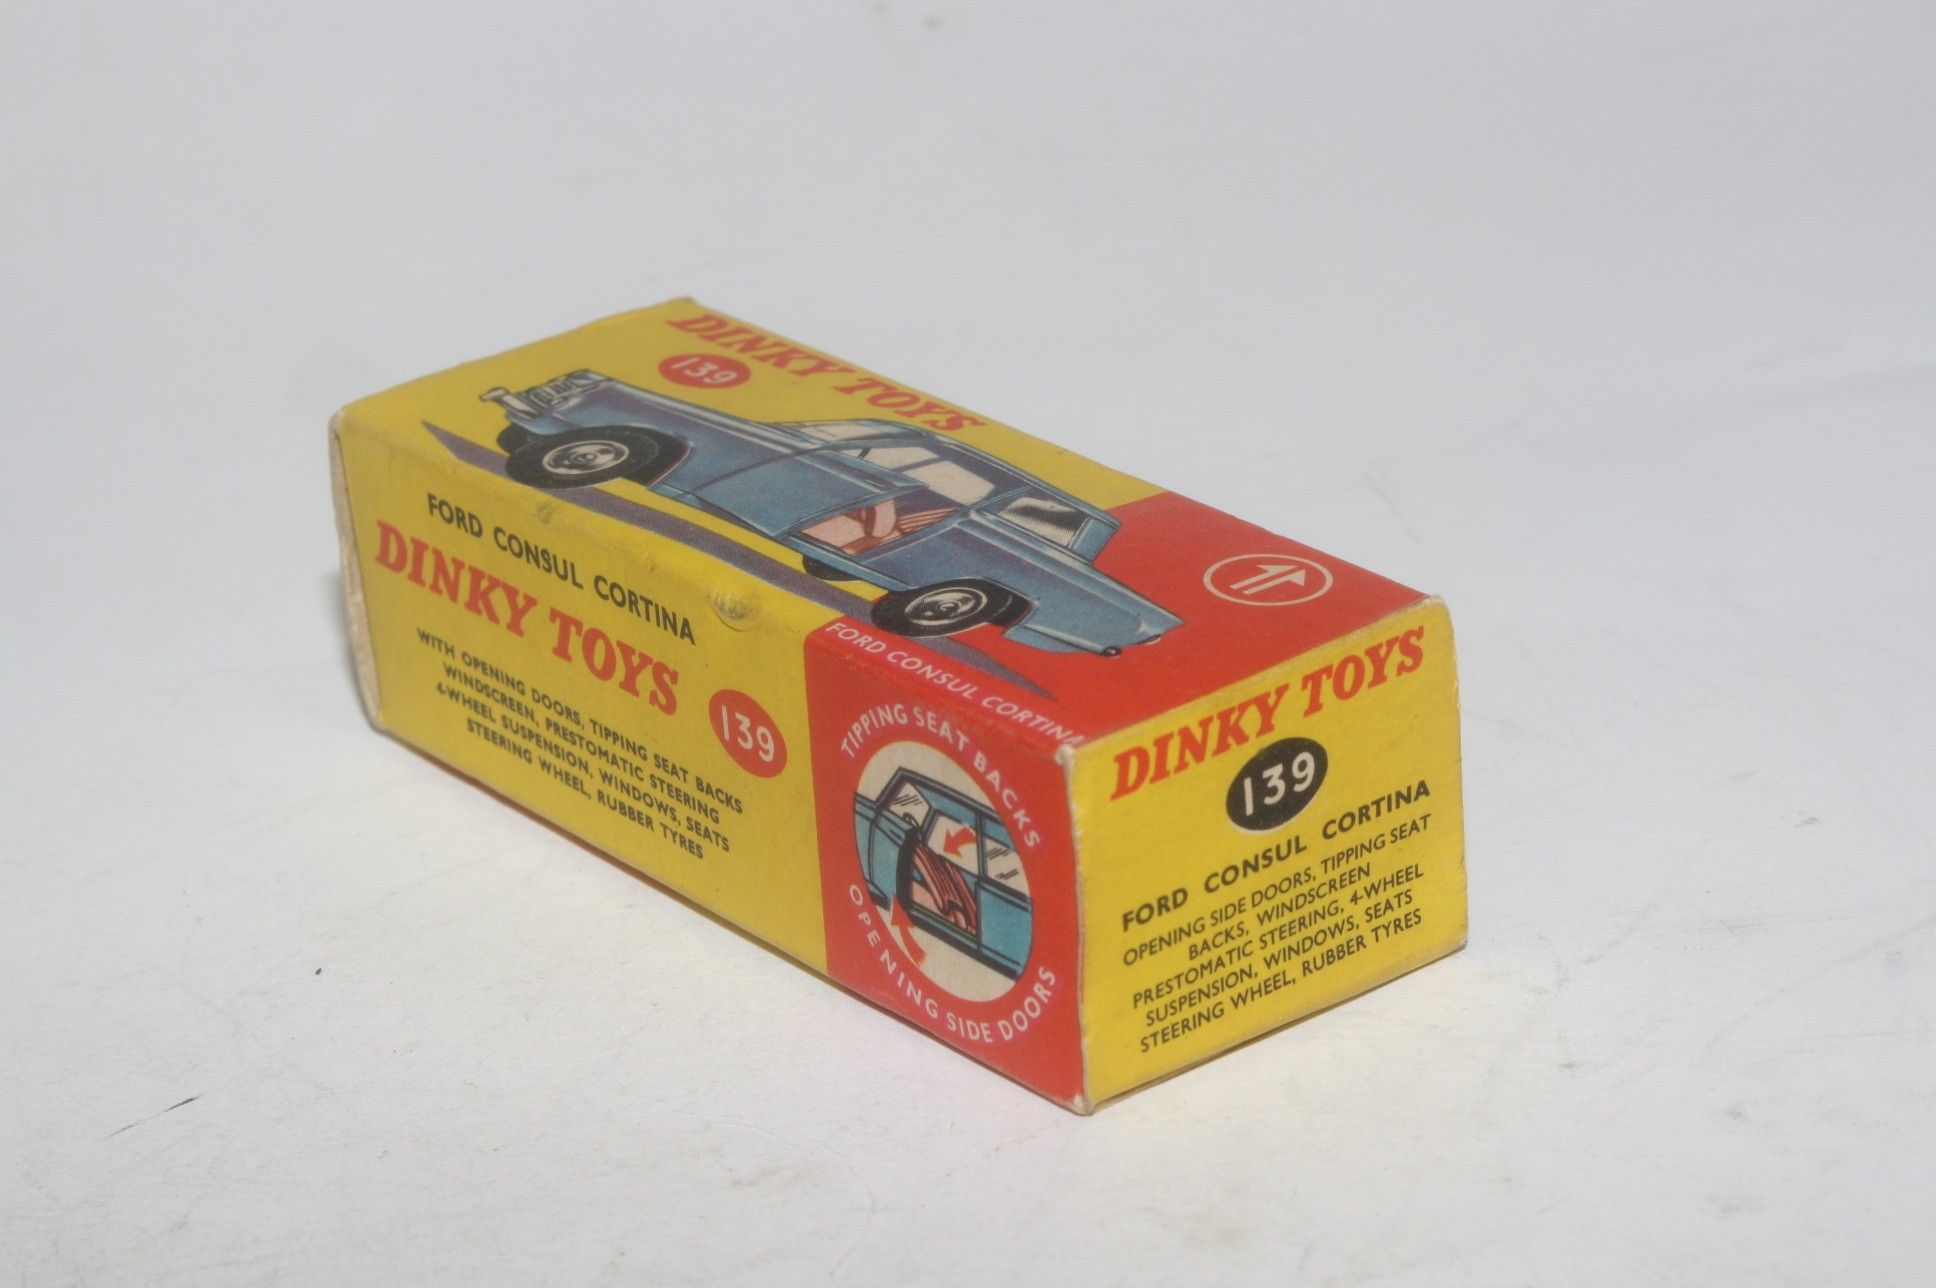 DINKY TOYS
139
FORD CONSUL CORTINA
FORD CONSUL CORTINA
DINKY TOYS
139
WITH OPENING DOORS, TIPPING SEAT BACKS
WINDSCREEN, PRESTOMATIC STEERING
4-WHEEL SUSPENSION, WINDOWS, SEATS
STEERING WHEEL, RUBBER TYRES
TIPPING SEAT BACKS
OPENING SIDE DOORS
DINKY TOYS
139
FORD CONSUL CORTINA
OPENING SIDE DOORS, TIPPING SEAT
BACKS, WINDSCREEN
PRESTOMATIC STEERING, 4-WHEEL
SUSPENSION, WINDOWS, SEATS
STEERING WHEEL, RUBBER TYRES